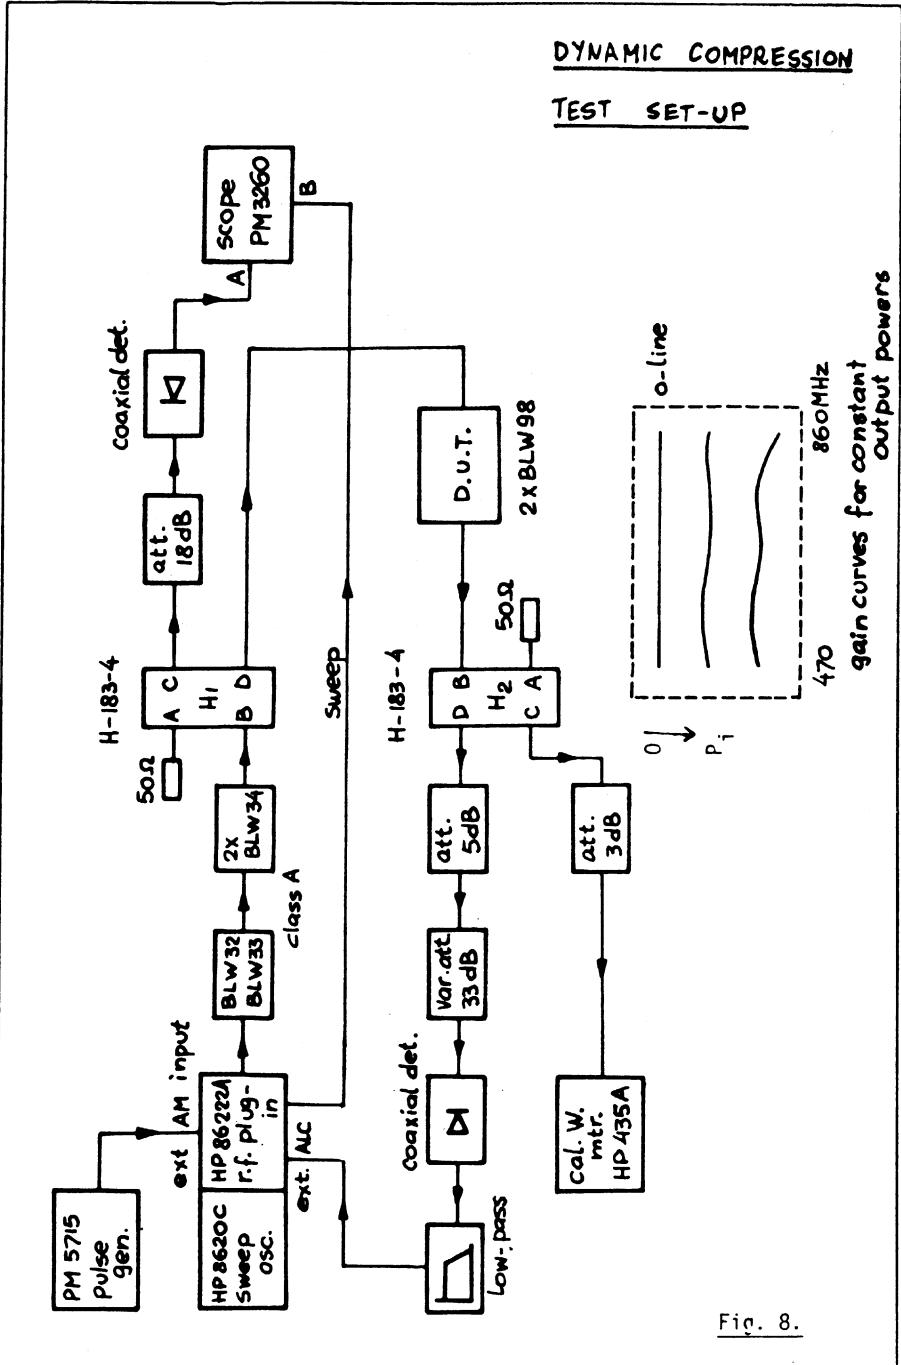 DYNAMIC COMPRESSION
TEST SET-UP
PM 5715
pulse
gen.
ext AM input
HP 8620C
sweep
osc.
HP 86222A
r.f. plug-
in
ext. ALC
BLW32
BLW33
2x
BLW34
class A
50Ω
H-183-4
A C
H1
B D
att.
18dB
coaxial det.
A
scope
PM3260
B
sweep
D.U.T.
2xBLW98
H-183-4
D B
H2
C A
50Ω
att.
5dB
Var.att.
33dB
coaxial det.
low-pass
att.
3dB
cal. W.
mtr.
HP 435A
0
Pi
o-line
470
860MHz
gain curves for constant
output powers
Fig. 8.